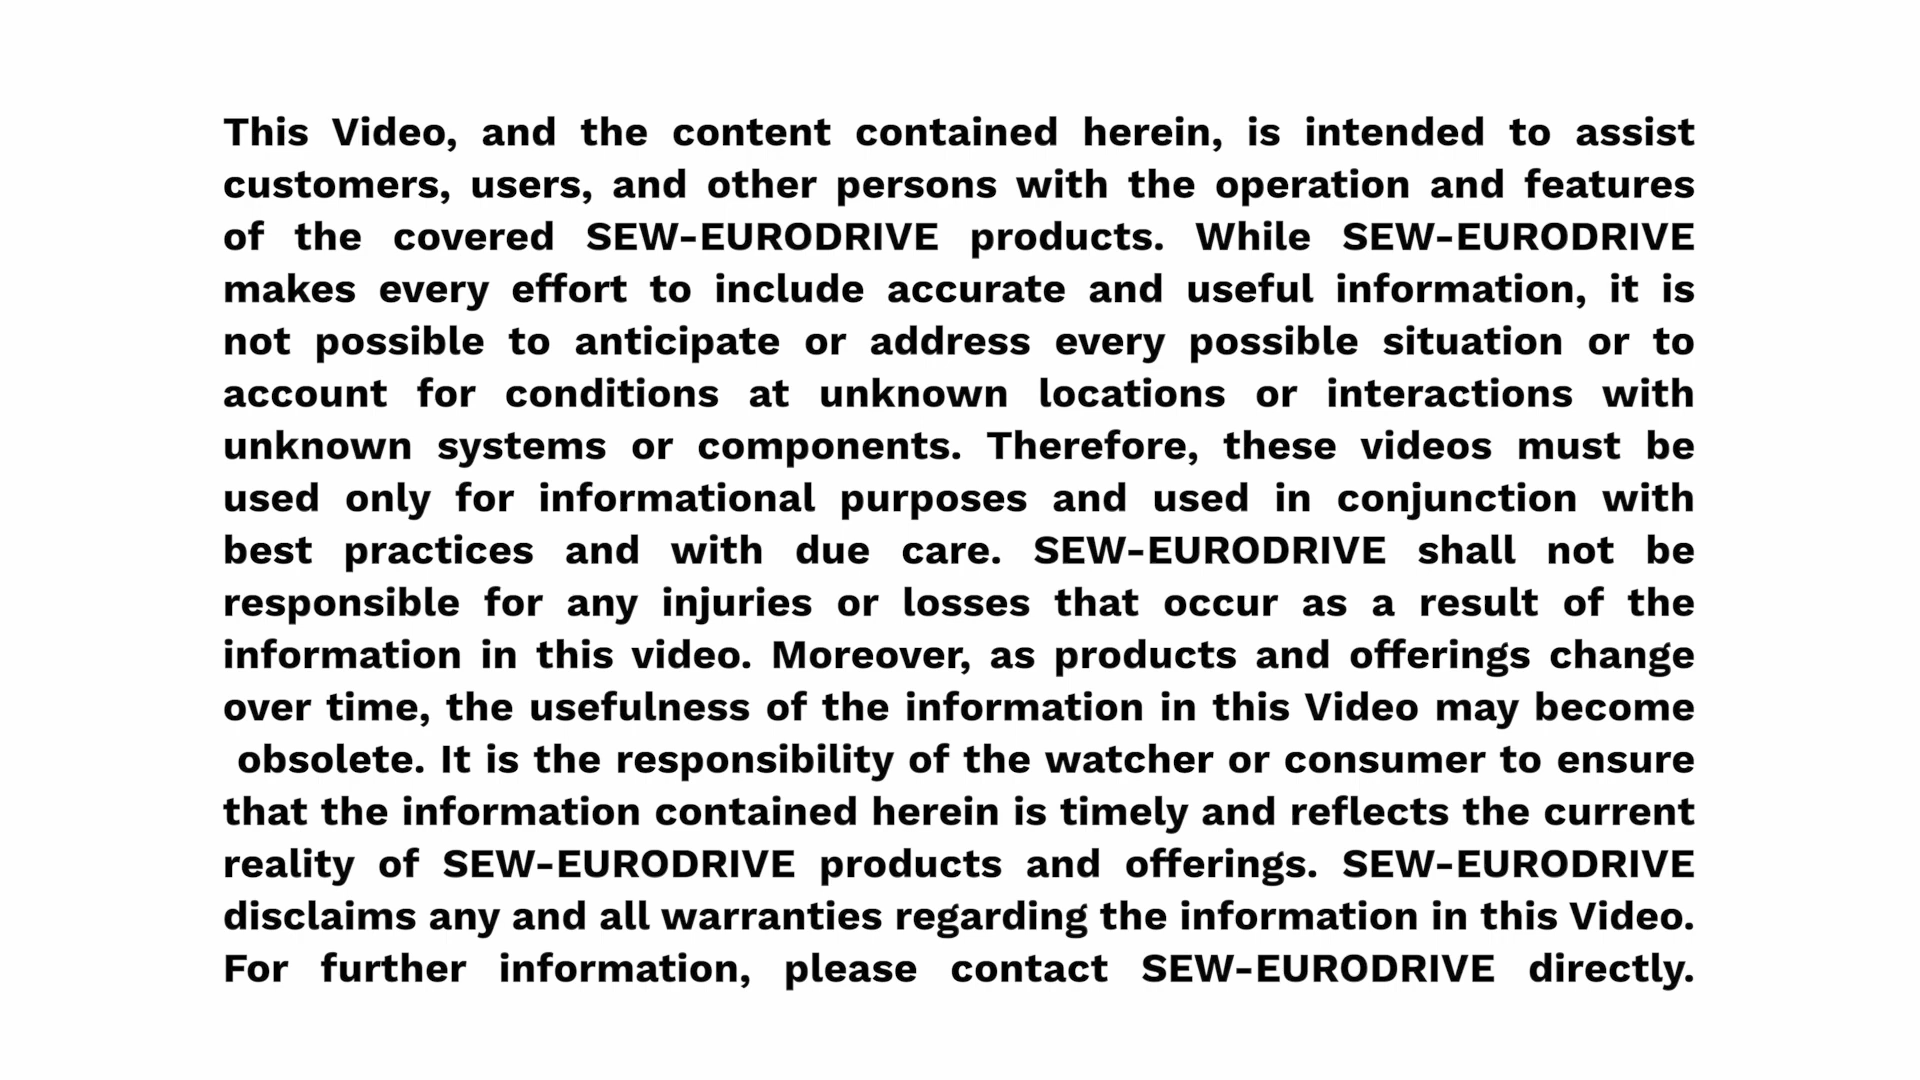 This Video, and the content contained herein, is intended to assist
customers, users, and other persons with the operation and features
of the covered SEW-EURODRIVE products. While SEW-EURODRIVE
makes every effort to include accurate and useful information, it is
not possible to anticipate or address every possible situation or to
account for conditions at unknown locations or interactions with
unknown systems or components. Therefore, these videos must be
used only for informational purposes and used in conjunction with
best practices and with due care. SEW-EURODRIVE shall not be
responsible for any injuries or losses that occur as a result of the
information in this video. Moreover, as products and offerings change
over time, the usefulness of the information in this Video may become
obsolete. It is the responsibility of the watcher or consumer to ensure
that the information contained herein is timely and reflects the current
reality of SEW-EURODRIVE products and offerings. SEW-EURODRIVE
disclaims any and all warranties regarding the information in this Video.
For further information, please contact SEW-EURODRIVE directly.